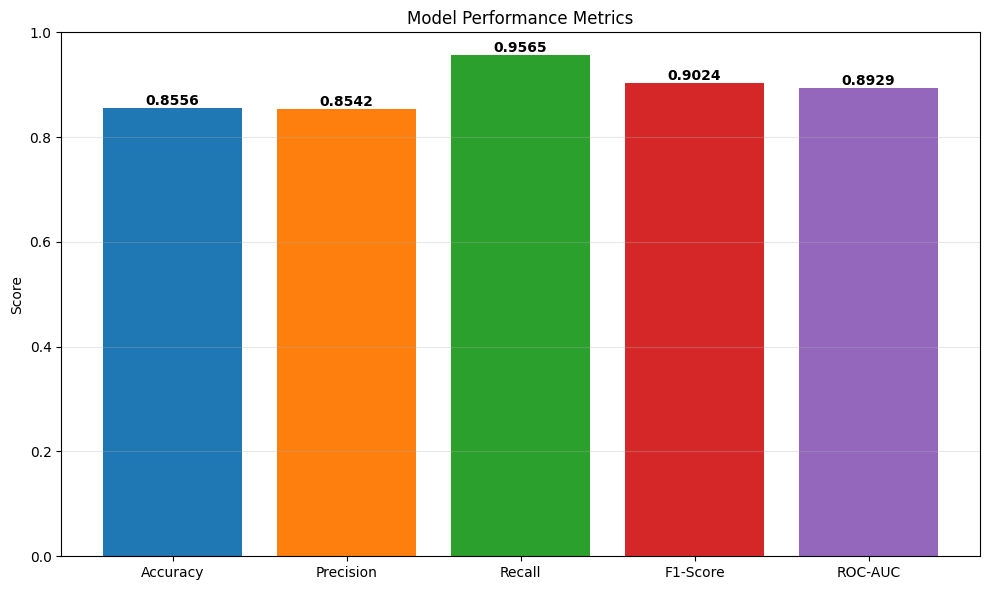 Model Performance Metrics
Score
1.0
0.8
0.6
0.4
0.2
0.0
0.8556
0.8542
0.9565
0.9024
0.8929
Accuracy
Precision
Recall
F1-Score
ROC-AUC